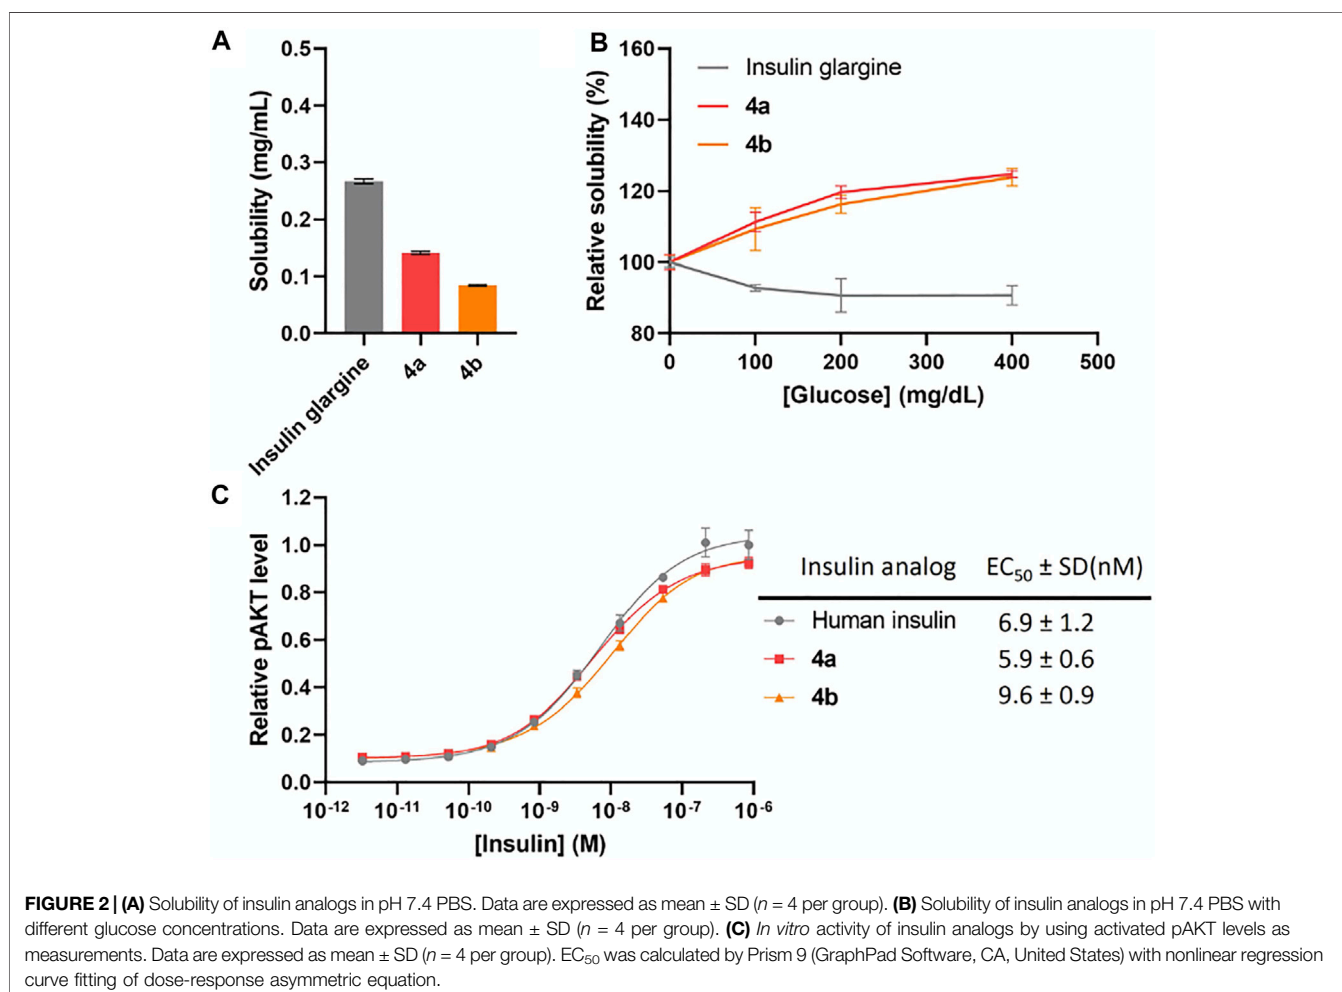 A
0.5
0.4
0.3
0.2
0.1
0.0
Solubility (mg/mL)
Insulin glargine
4a
4b
B
160
140
120
100
80
Relative solubility (%)
Insulin glargine
4a
4b
0 100 200 300 400 500
[Glucose] (mg/dL)
C
1.2
1.0
0.8
0.6
0.4
0.2
0.0
Relative pAKT level
10-12 10-11 10-10 10-9 10-8 10-7 10-6
[Insulin] (M)
Insulin analog EC50 ± SD(nM)
Human insulin 6.9 ± 1.2
4a 5.9 ± 0.6
4b 9.6 ± 0.9
FIGURE 2 | (A) Solubility of insulin analogs in pH 7.4 PBS. Data are expressed as mean ± SD (n = 4 per group). (B) Solubility of insulin analogs in pH 7.4 PBS with
different glucose concentrations. Data are expressed as mean ± SD (n = 4 per group). (C) In vitro activity of insulin analogs by using activated pAKT levels as
measurements. Data are expressed as mean ± SD (n = 4 per group). EC50 was calculated by Prism 9 (GraphPad Software, CA, United States) with nonlinear regression
curve fitting of dose-response asymmetric equation.